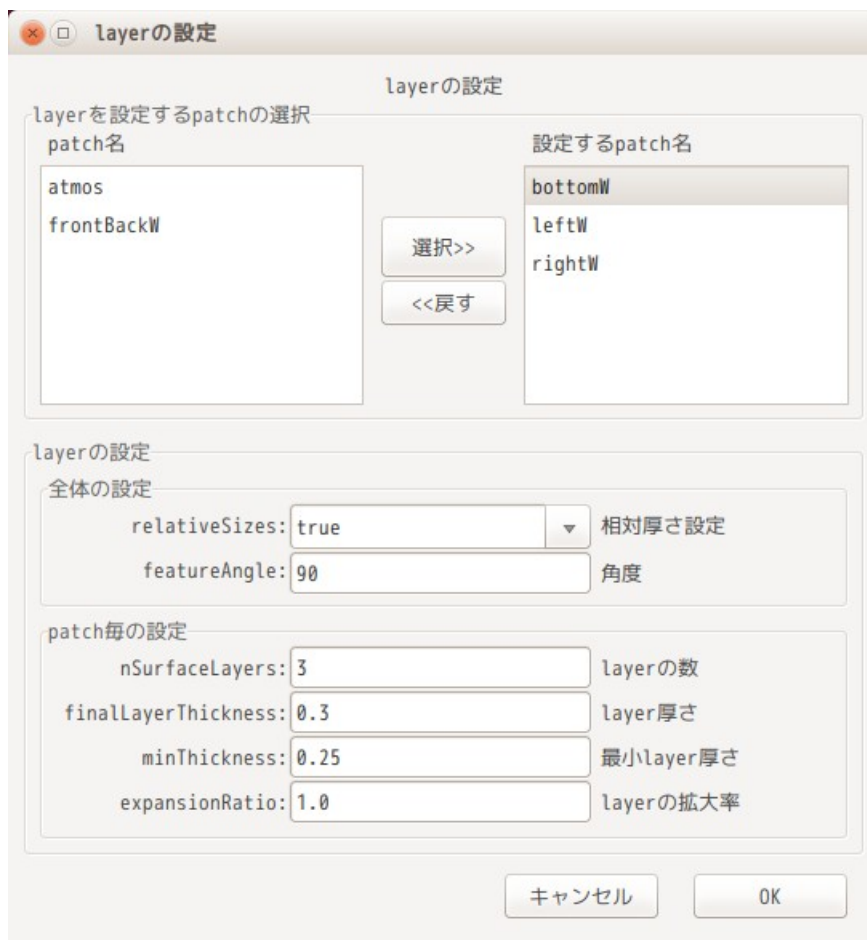 layerの設定
layerの設定
layerを設定するpatchの選択
patch名
設定するpatch名
atmos
frontBackW
選択>>
<<戻す
bottomW
leftW
rightW
layerの設定
全体の設定
relativeSizes: true 相対厚さ設定
featureAngle: 90 角度
patch毎の設定
nSurfaceLayers: 3 layerの数
finalLayerThickness: 0.3 layer厚さ
minThickness: 0.25 最小layer厚さ
expansionRatio: 1.0 layerの拡大率
キャンセル OK